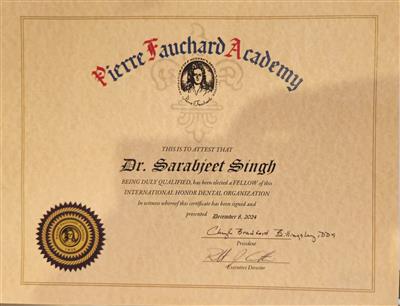 Pierre Fauchard Academy
THIS IS TO ATTEST THAT
Dr. Sarabjeet Singh
BEING DULY QUALIFIED, has been elected a FELLOW of this
INTERNATIONAL HONOR DENTAL ORGANIZATION
In witness whereof this certificate has been signed and
presented December 8, 2024
President
Executive Director